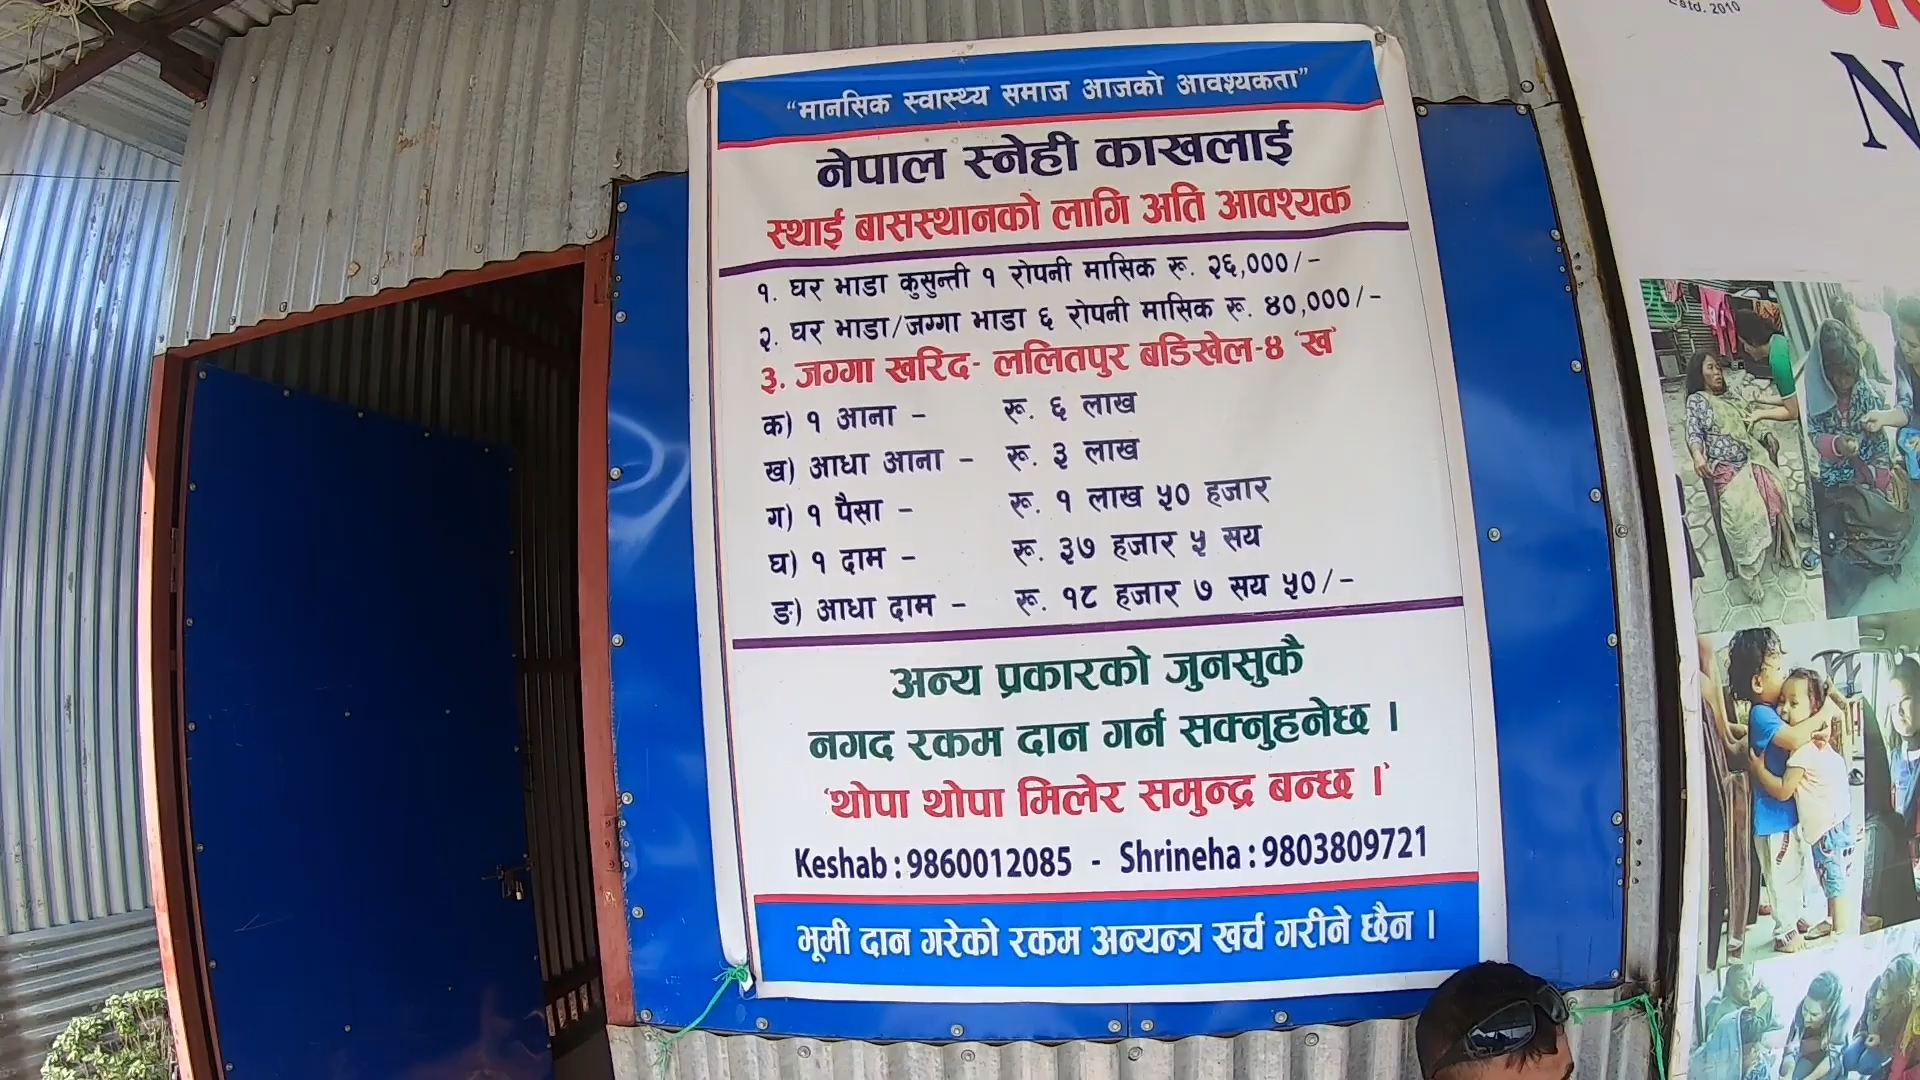 “मानसिक स्वास्थ्य समाज आजको आवश्यकता”
नेपाल स्नेही काखलाई
स्थाई बासस्थानको लागि अति आवश्यक
१. घर भाडा कुसुन्ती १ रोपनी मासिक रू. २६,०००/-
२. घर भाडा/जग्गा भाडा ६ रोपनी मासिक रू. ४०,०००/-
३. जग्गा खरिद- ललितपुर बडिखेल-४ ‘ख’
क) १ आना - रू. ६ लाख
ख) आधा आना - रू. ३ लाख
ग) १ पैसा - रू. १ लाख ५० हजार
घ) १ दाम - रू. ३७ हजार ५ सय
ङ) आधा दाम - रू. १८ हजार ७ सय ५०/-
अन्य प्रकारको जुनसुकै
नगद रकम दान गर्न सक्नुहुनेछ ।
‘थोपा थोपा मिलेर समुन्द्र बन्छ ।’
Keshab : 9860012085 - Shrineha : 9803809721
भूमी दान गरेको रकम अन्यन्त्र खर्च गरीने छैन ।
Estd. 2010
N